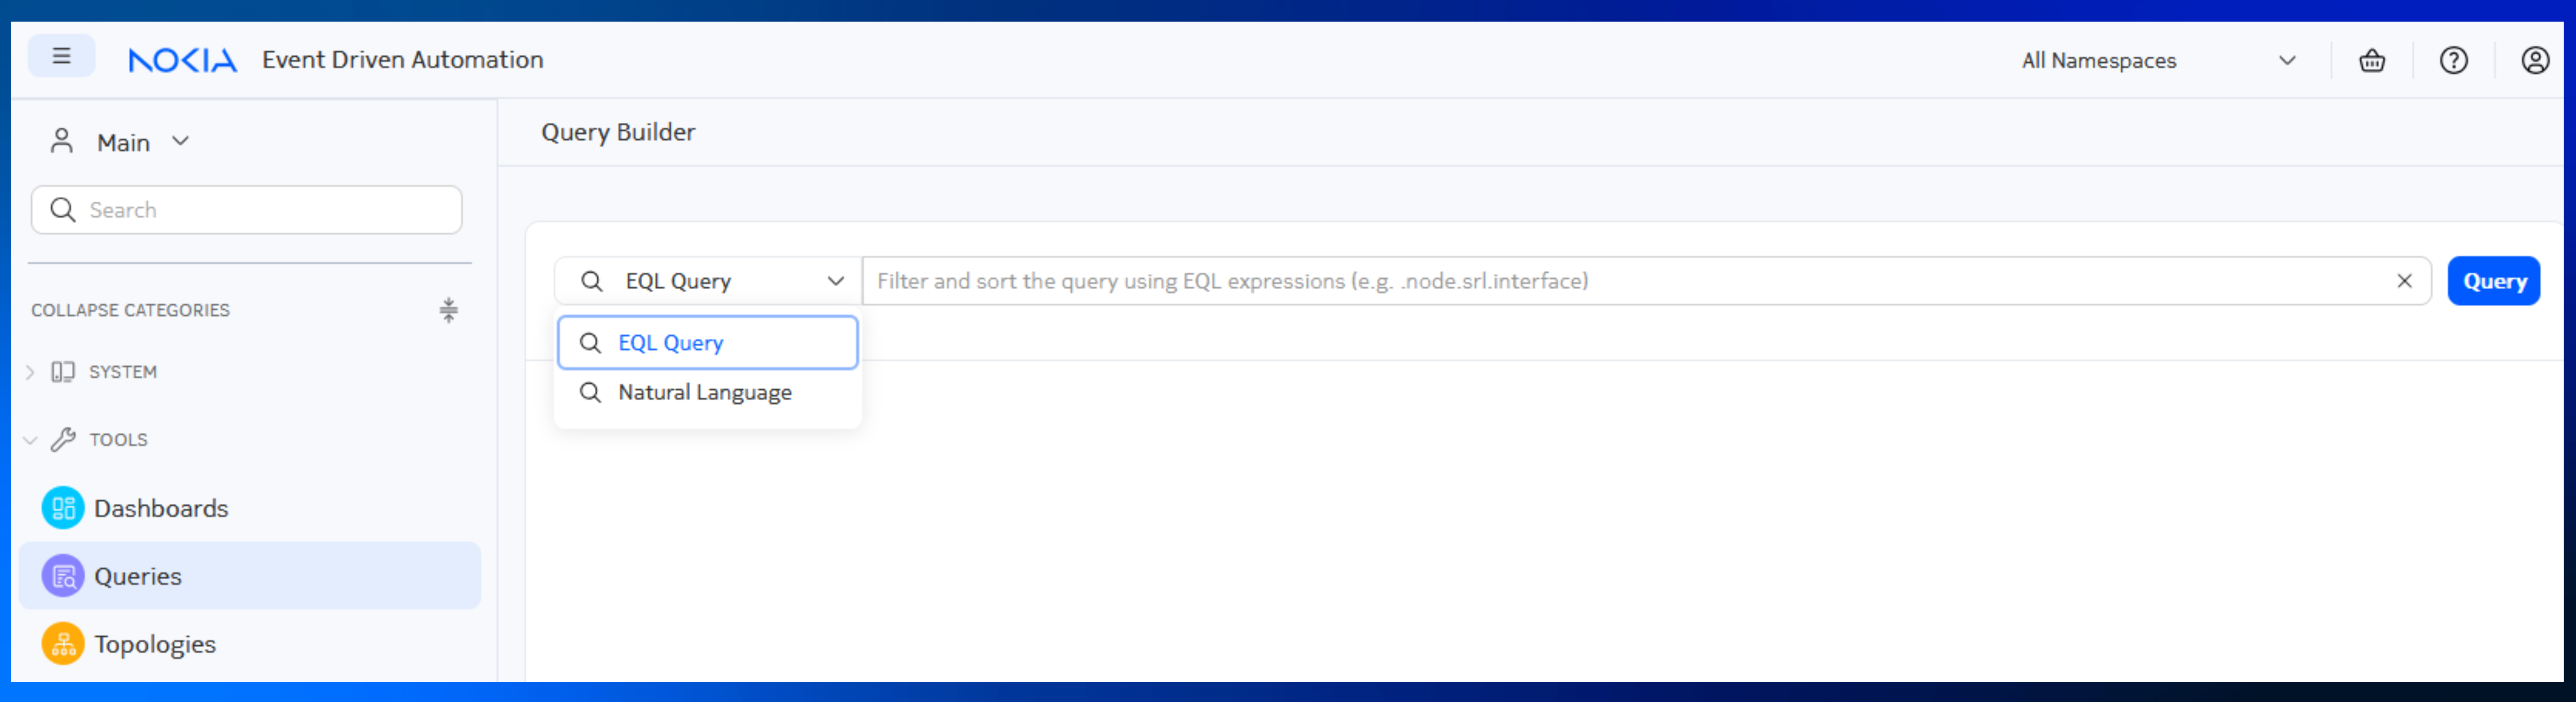 NOKIA Event Driven Automation
All Namespaces
Main
Search
COLLAPSE CATEGORIES
SYSTEM
TOOLS
Dashboards
Queries
Topologies
Query Builder
EQL Query
Filter and sort the query using EQL expressions (e.g. .node.srl.interface)
Query
EQL Query
Natural Language